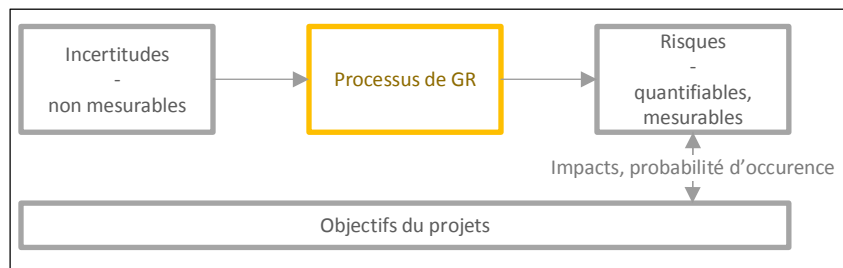 Incertitudes
-
non mesurables
Processus de GR
Risques
-
quantifiables,
mesurables
Impacts, probabilité d'occurence
Objectifs du projets